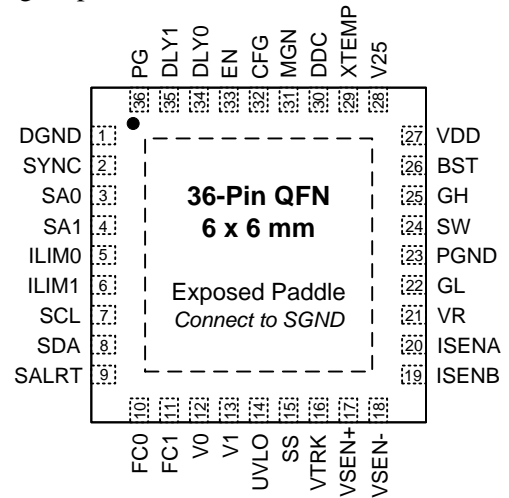 PG DLY1 DLY0 EN CFG MGN DDC XTEMP V25
36 35 34 33 32 31 30 29 28
DGND 1
SYNC 2
SA0 3
SA1 4
ILIM0 5
ILIM1 6
SCL 7
SDA 8
SALRT 9
36-Pin QFN
6 x 6 mm
Exposed Paddle
Connect to SGND
27 VDD
26 BST
25 GH
24 SW
23 PGND
22 GL
21 VR
20 ISENA
19 ISENB
10 11 12 13 14 15 16 17 18
FC0 FC1 V0 V1 UVLO SS VTRK VSEN+ VSEN-